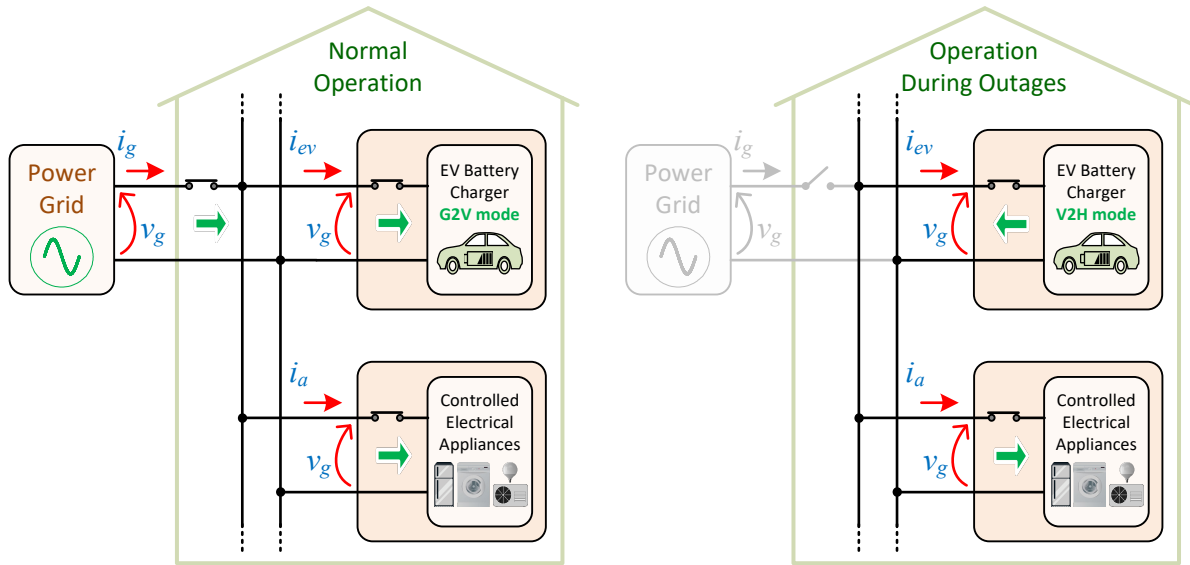 Normal
Operation
i_g
i_ev
Power
Grid
v_g
v_g
EV Battery
Charger
G2V mode
i_a
v_g
Controlled
Electrical
Appliances
Operation
During Outages
i_g
i_ev
Power
Grid
v_g
v_g
EV Battery
Charger
V2H mode
i_a
v_g
Controlled
Electrical
Appliances